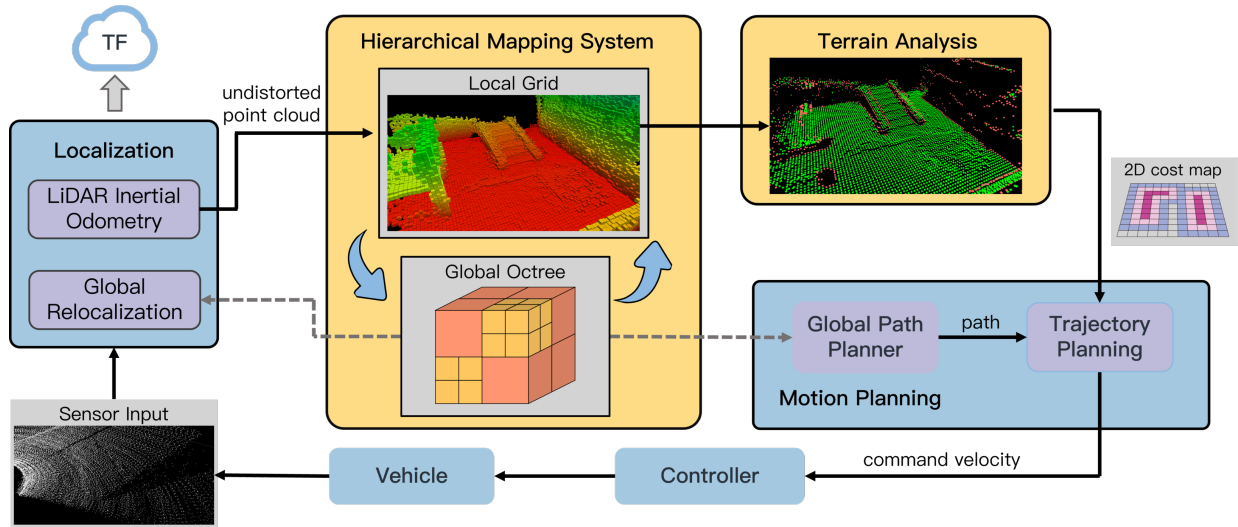 TF
Hierarchical Mapping System
Terrain Analysis
undistorted
point cloud
Local Grid
Localization
LiDAR Inertial
Odometry
2D cost map
Global Octree
Global
Relocalization
Global Path
Planner
path
Trajectory
Planning
Motion Planning
Sensor Input
Vehicle
Controller
command velocity